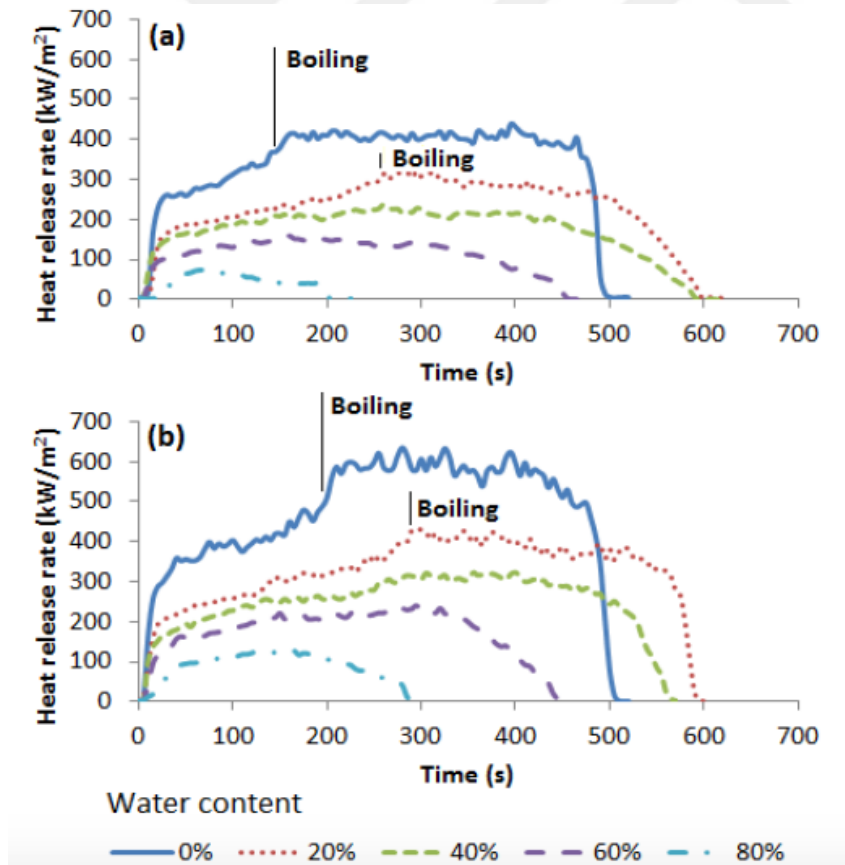 (a)
Boiling
Boiling
Heat release rate (kW/m²)
700
600
500
400
300
200
100
0
0 100 200 300 400 500 600 700
Time (s)
(b)
Boiling
Boiling
Heat release rate (kW/m²)
700
600
500
400
300
200
100
0
0 100 200 300 400 500 600 700
Time (s)
Water content
0% 20% 40% 60% 80%